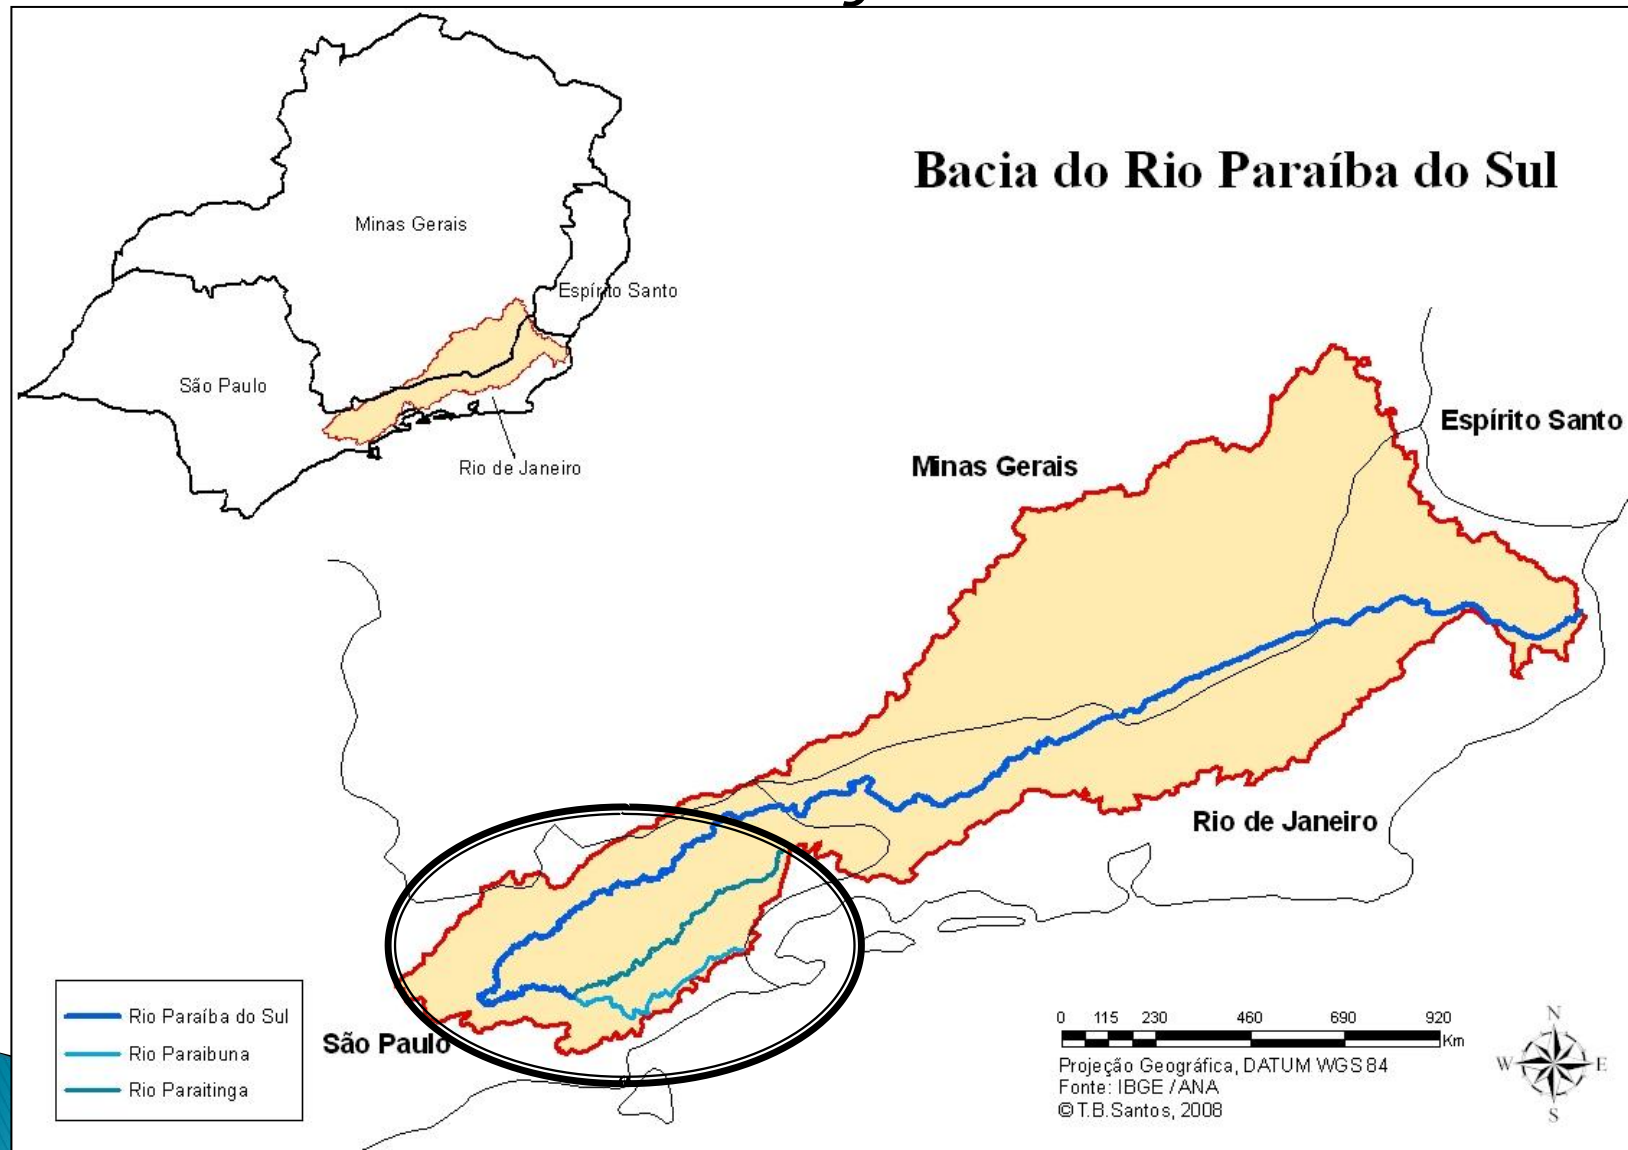 Bacia do Rio Paraíba do Sul
Minas Gerais
Espírito Santo
São Paulo
Rio de Janeiro
Espírito Santo
Minas Gerais
Rio de Janeiro
São Paulo
Rio Paraíba do Sul
Rio Paraibuna
Rio Paraitinga
0 115 230 460 690 920
Km
Projeção Geográfica, DATUM WGS 84
Fonte: IBGE / ANA
© T.B.Santos, 2008
N
W E
S